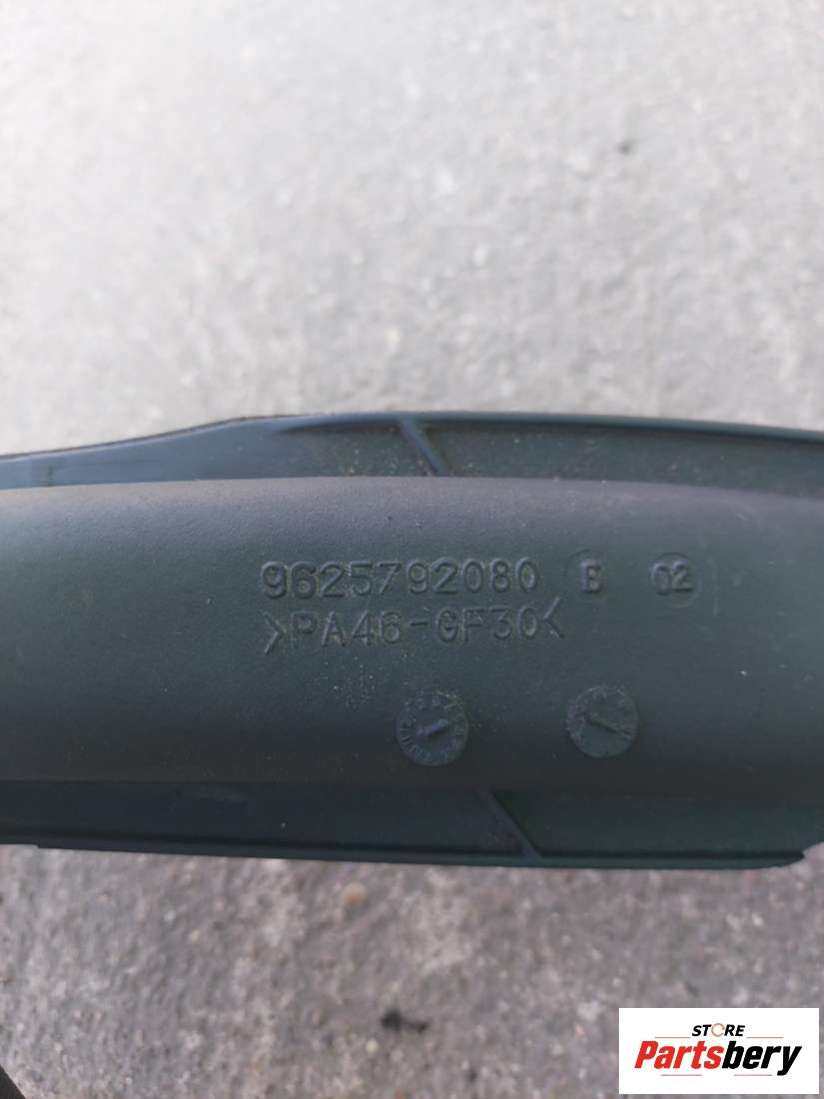 9625792080 B 02
>PA46-GF30<
STORE
Partsbery